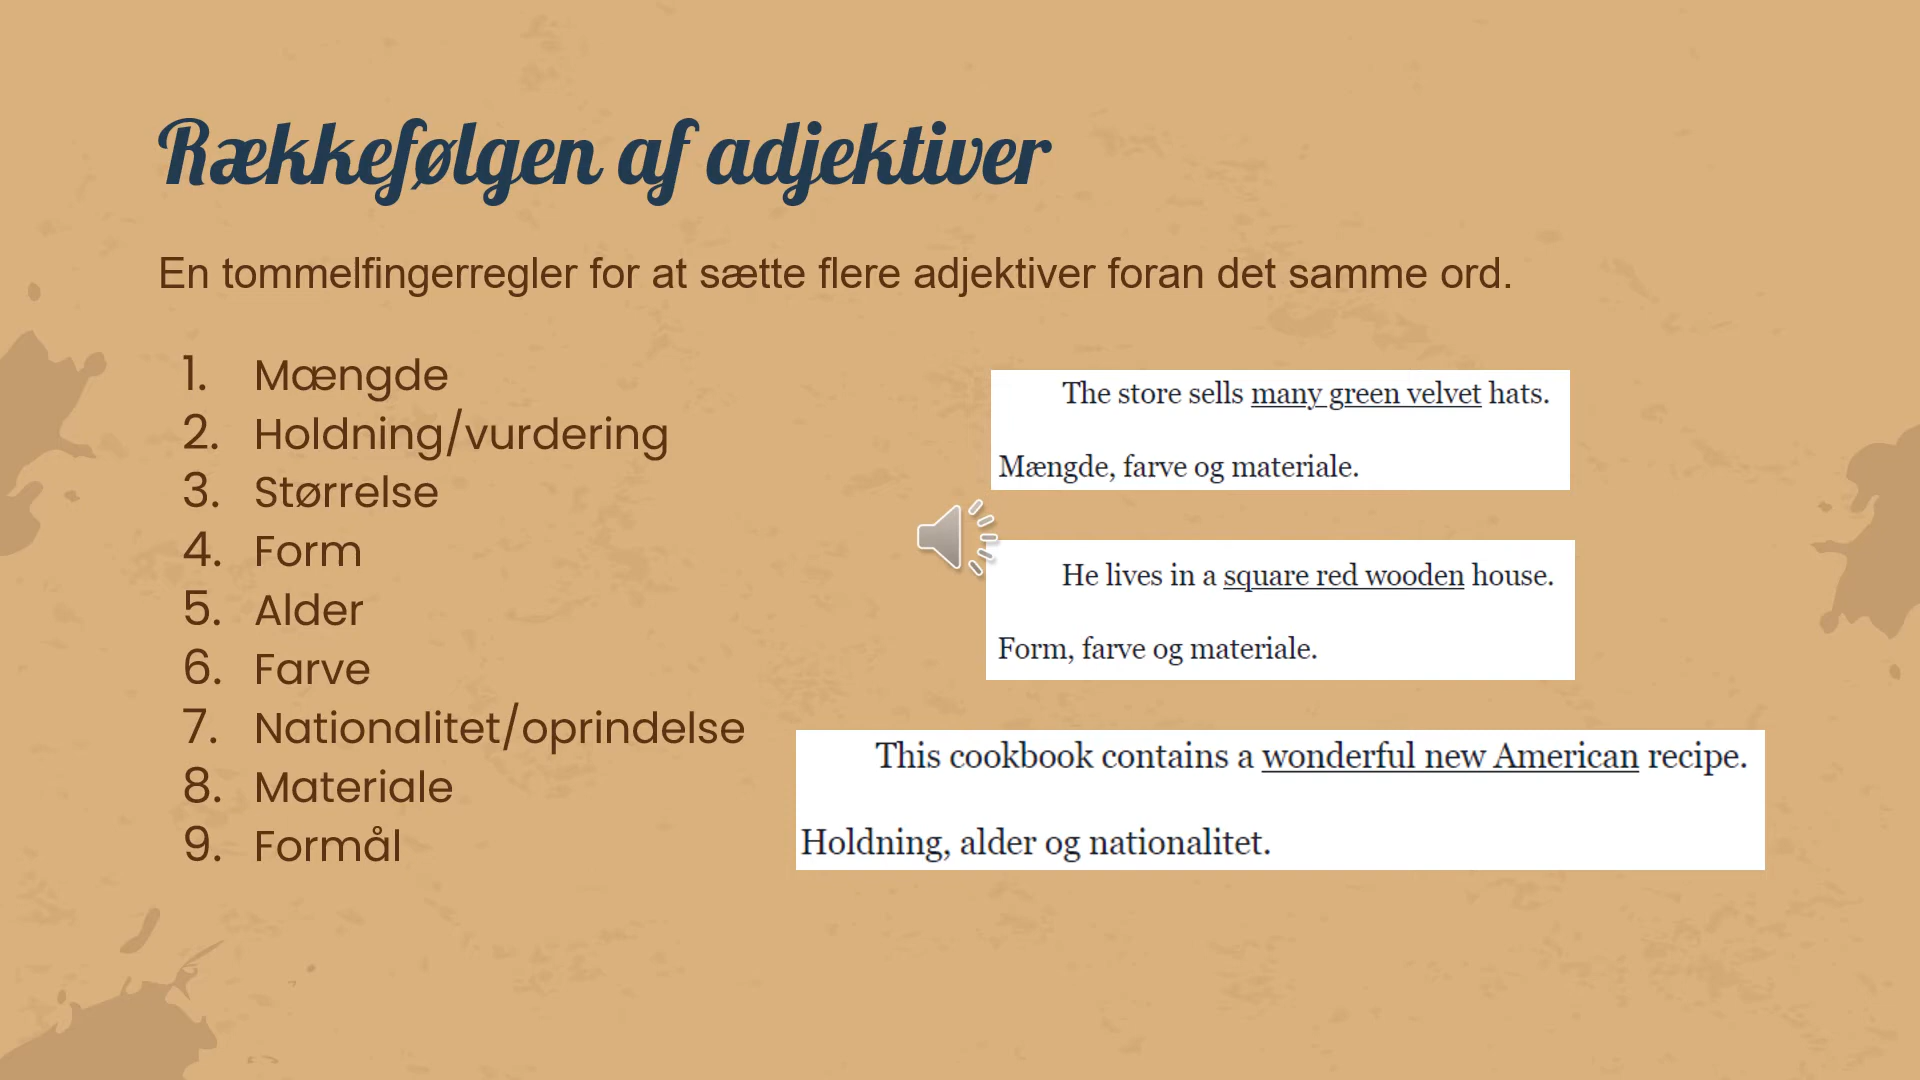 Rækkefølgen af adjektiver
En tommelfingerregler for at sætte flere adjektiver foran det samme ord.
1. Mængde
2. Holdning/vurdering
3. Størrelse
4. Form
5. Alder
6. Farve
7. Nationalitet/oprindelse
8. Materiale
9. Formål
The store sells many green velvet hats.
Mængde, farve og materiale.
He lives in a square red wooden house.
Form, farve og materiale.
This cookbook contains a wonderful new American recipe.
Holdning, alder og nationalitet.